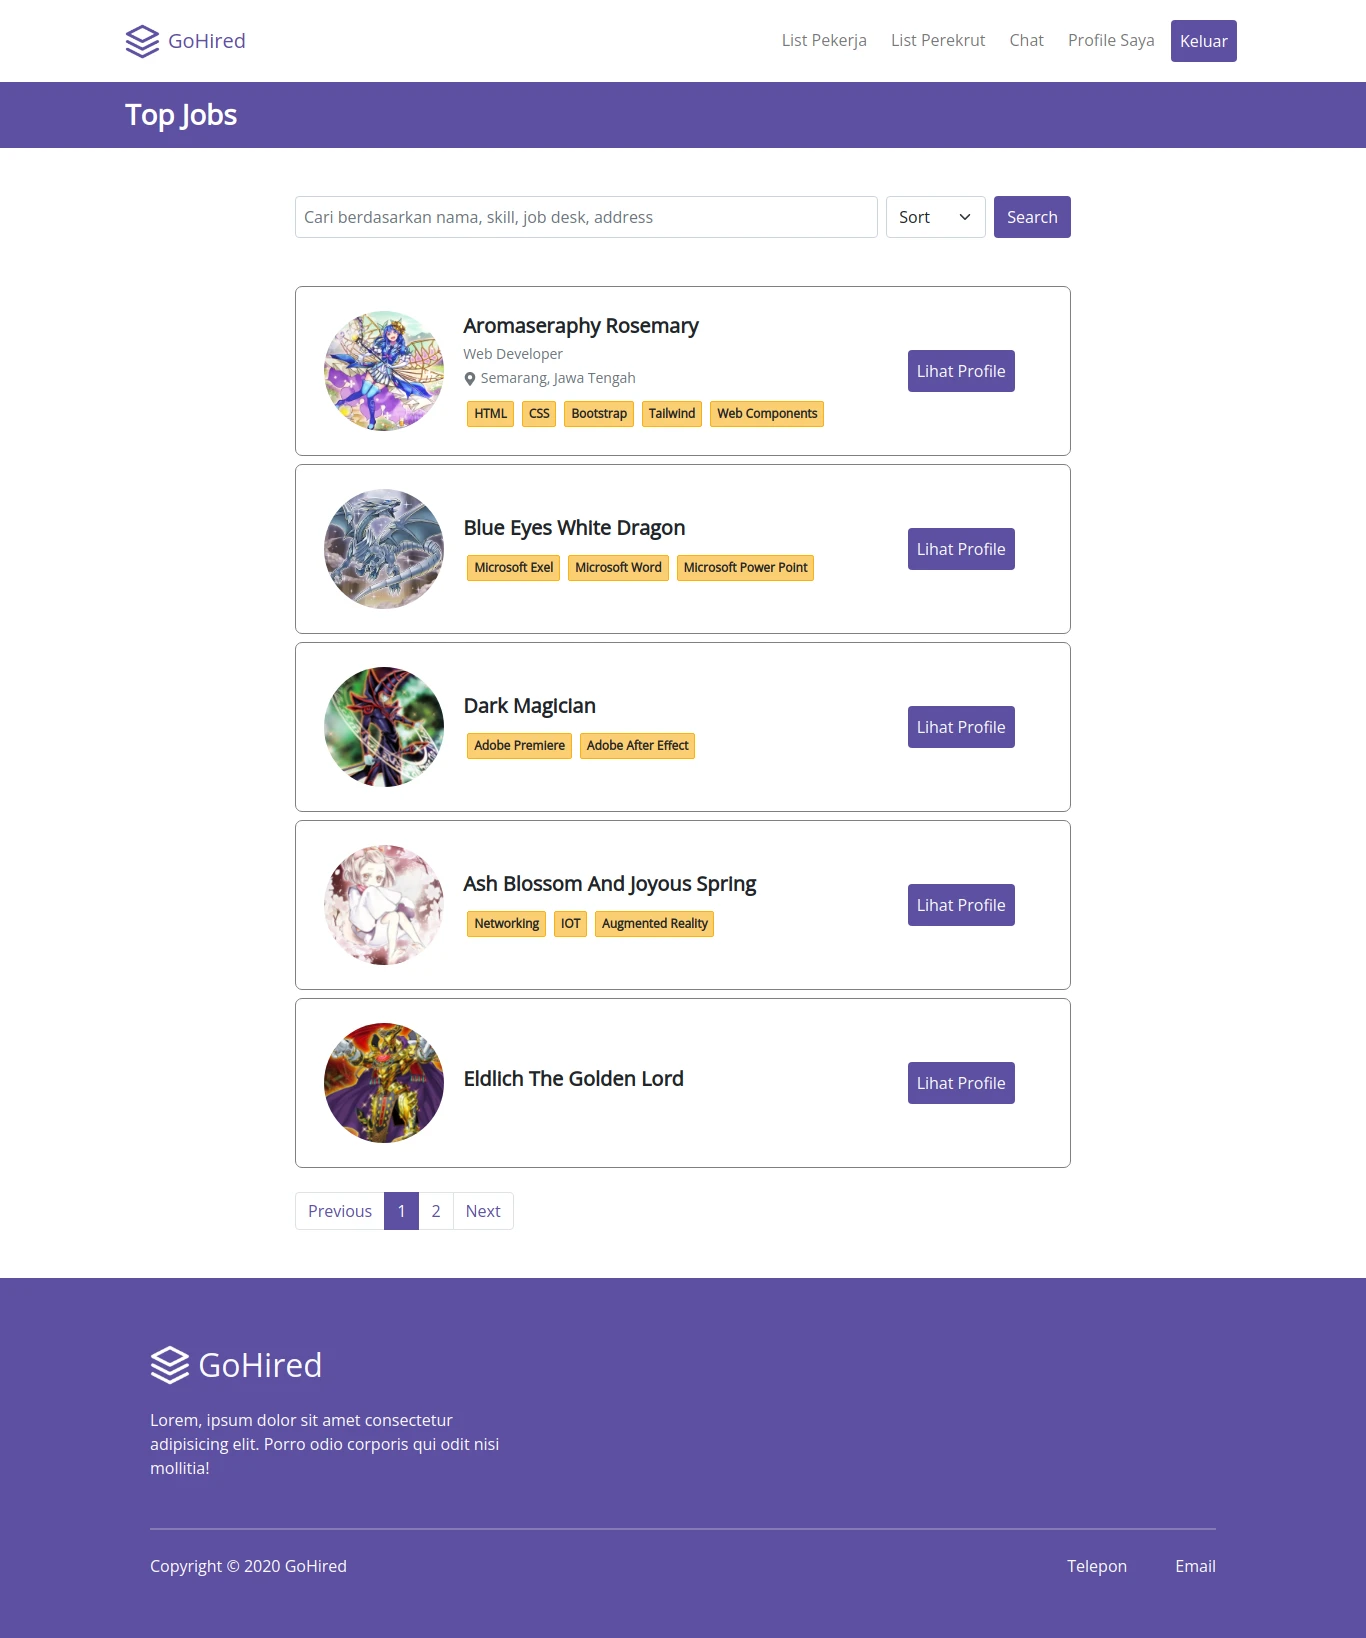 GoHired
List Pekerja
List Perekrut
Chat
Profile Saya
Keluar
Top Jobs
Cari berdasarkan nama, skill, job desk, address
Sort
Search
Aromaseraphy Rosemary
Web Developer
Semarang, Jawa Tengah
HTML
CSS
Bootstrap
Tailwind
Web Components
Lihat Profile
Blue Eyes White Dragon
Microsoft Exel
Microsoft Word
Microsoft Power Point
Lihat Profile
Dark Magician
Adobe Premiere
Adobe After Effect
Lihat Profile
Ash Blossom And Joyous Spring
Networking
IOT
Augmented Reality
Lihat Profile
Eldlich The Golden Lord
Lihat Profile
Previous
1
2
Next
GoHired
Lorem, ipsum dolor sit amet consectetur
adipisicing elit. Porro odio corporis qui odit nisi
mollitia!
Copyright © 2020 GoHired
Telepon
Email